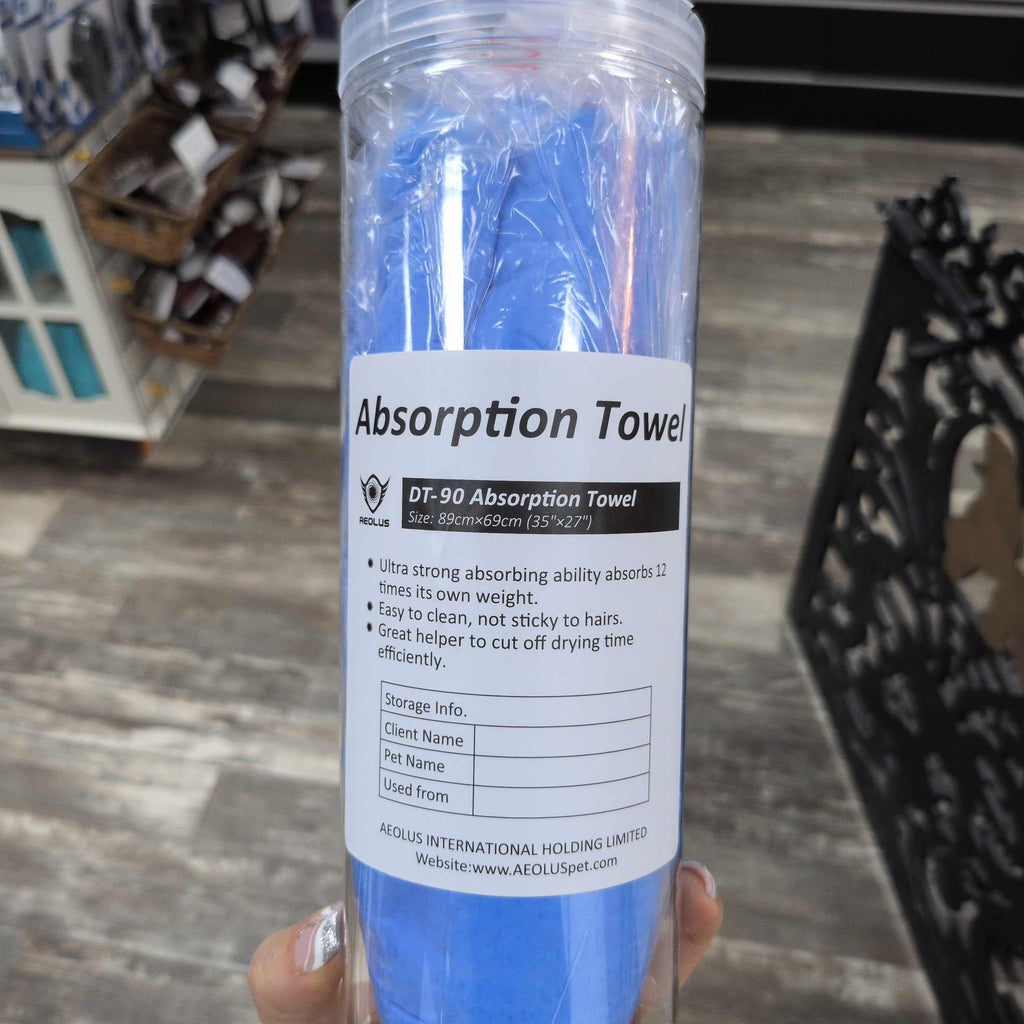 Absorption Towel
AEOLUS
DT-90 Absorption Towel
Size: 89cm×69cm (35"×27")
• Ultra strong absorbing ability absorbs 12
times its own weight.
• Easy to clean, not sticky to hairs.
• Great helper to cut off drying time
efficiently.
Storage Info.
Client Name
Pet Name
Used from
AEOLUS INTERNATIONAL HOLDING LIMITED
Website:www.AEOLUSpet.com